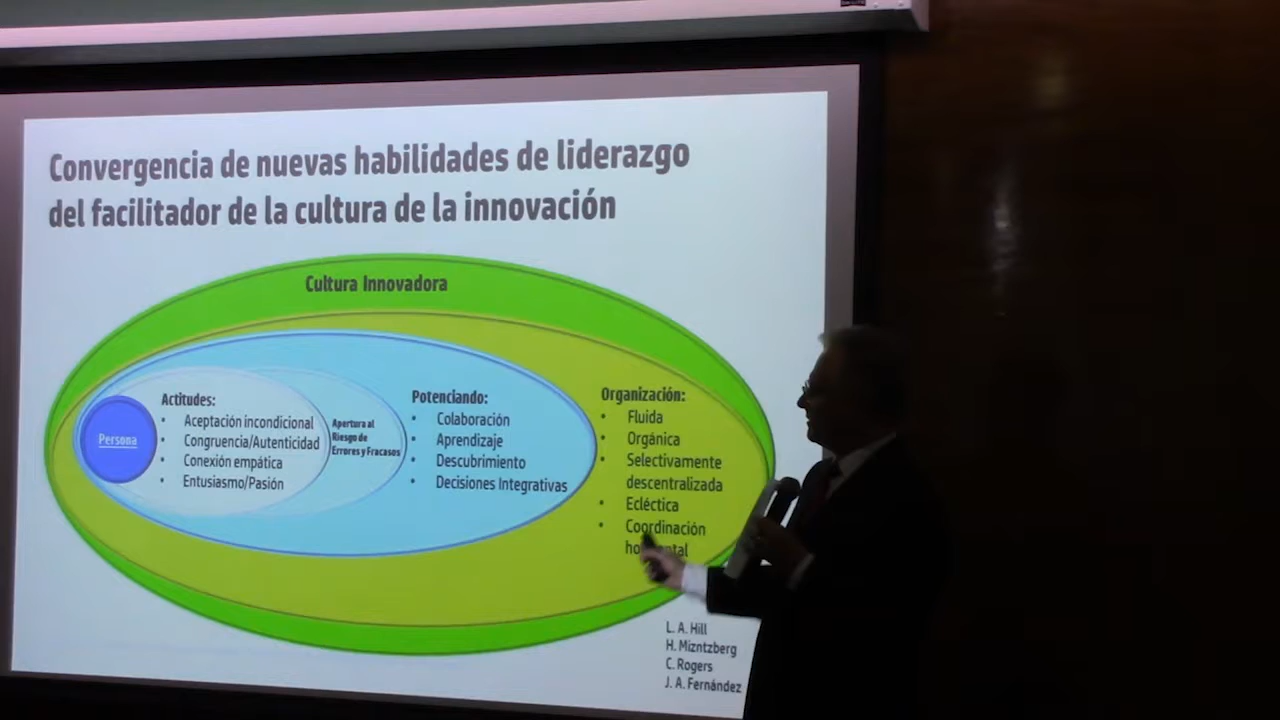 Convergencia de nuevas habilidades de liderazgo
del facilitador de la cultura de la innovación
Cultura Innovadora
Persona
Actitudes:
• Aceptación incondicional
• Congruencia/Autenticidad
• Conexión empática
• Entusiasmo/Pasión
Apertura al
Riesgo de
Errores y Fracasos
Potenciando:
• Colaboración
• Aprendizaje
• Descubrimiento
• Decisiones Integrativas
Organización:
• Fluida
• Orgánica
• Selectivamente
descentralizada
• Ecléctica
• Coordinación
L. A. Hill
H. Mizntzberg
C. Rogers
J. A. Fernández